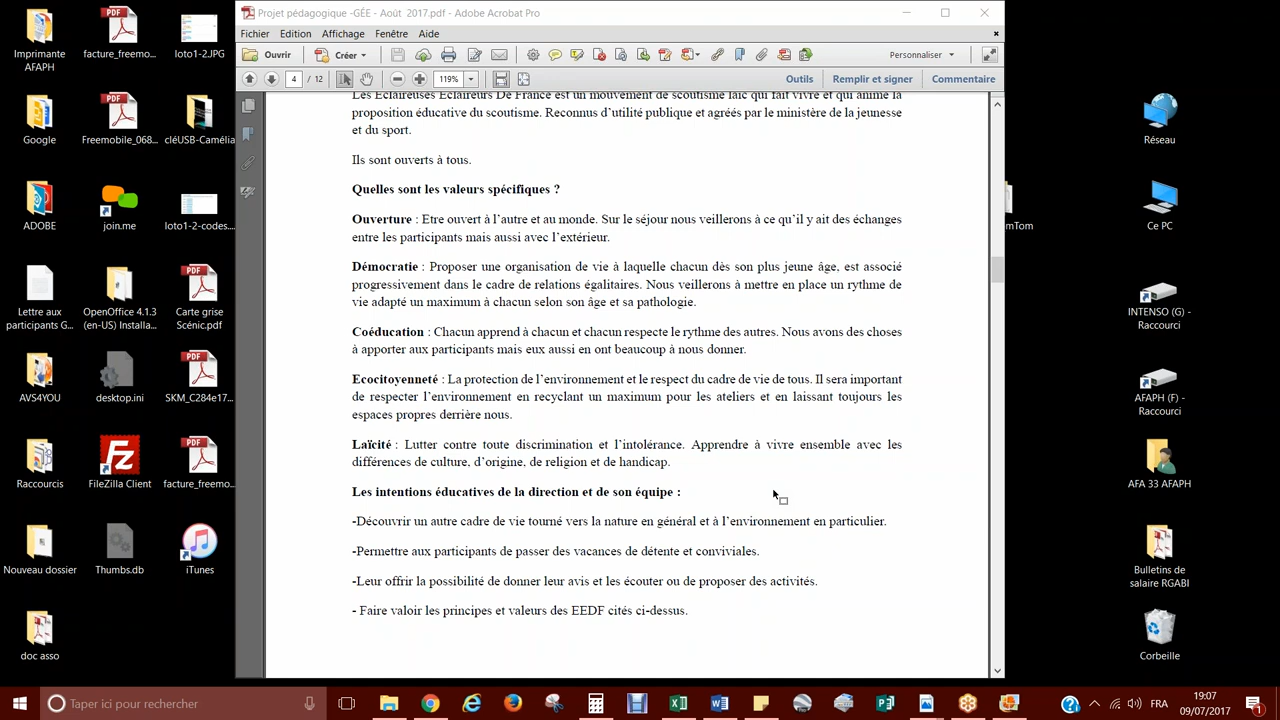 Projet pédagogique -GÉE - Août 2017.pdf - Adobe Acrobat Pro
Fichier Edition Affichage Fenêtre Aide
Ouvrir Créer Personnaliser
4 / 12 119% Outils Remplir et signer Commentaire
Les Eclaireuses Eclaireurs De France est un mouvement de scoutisme laïc qui fait vivre et qui anime la
proposition éducative du scoutisme. Reconnus d’utilité publique et agréés par le ministère de la jeunesse
et du sport.
Ils sont ouverts à tous.
Quelles sont les valeurs spécifiques ?
Ouverture : Etre ouvert à l’autre et au monde. Sur le séjour nous veillerons à ce qu’il y ait des échanges
entre les participants mais aussi avec l’extérieur.
Démocratie : Proposer une organisation de vie à laquelle chacun dès son plus jeune âge, est associé
progressivement dans le cadre de relations égalitaires. Nous veillerons à mettre en place un rythme de
vie adapté un maximum à chacun selon son âge et sa pathologie.
Coéducation : Chacun apprend à chacun et chacun respecte le rythme des autres. Nous avons des choses
à apporter aux participants mais eux aussi en ont beaucoup à nous donner.
Ecocitoyenneté : La protection de l’environnement et le respect du cadre de vie de tous. Il sera important
de respecter l’environnement en recyclant un maximum pour les ateliers et en laissant toujours les
espaces propres derrière nous.
Laïcité : Lutter contre toute discrimination et l’intolérance. Apprendre à vivre ensemble avec les
différences de culture, d’origine, de religion et de handicap.
Les intentions éducatives de la direction et de son équipe :
-Découvrir un autre cadre de vie tourné vers la nature en général et à l’environnement en particulier.
-Permettre aux participants de passer des vacances de détente et conviviales.
-Leur offrir la possibilité de donner leur avis et les écouter ou de proposer des activités.
- Faire valoir les principes et valeurs des EEDF cités ci-dessus.
Imprimante
AFAPH
facture_freemo...
loto1-2.JPG
Google
Freemobile_068...
cléUSB-Camélia
ADOBE
join.me
loto1-2-codes...
Lettre aux
participants G...
OpenOffice 4.1.3
(en-US) Installa...
Carte grise
Scénic.pdf
AVS4YOU
desktop.ini
SKM_C284e17...
Raccourcis
FileZilla Client
facture_freemo...
Nouveau dossier
Thumbs.db
iTunes
doc asso
Réseau
omTom
Ce PC
INTENSO (G) -
Raccourci
AFAPH (F) -
Raccourci
AFA 33 AFAPH
Bulletins de
salaire RGABI
Corbeille
Taper ici pour rechercher
FRA
19:07
09/07/2017
1